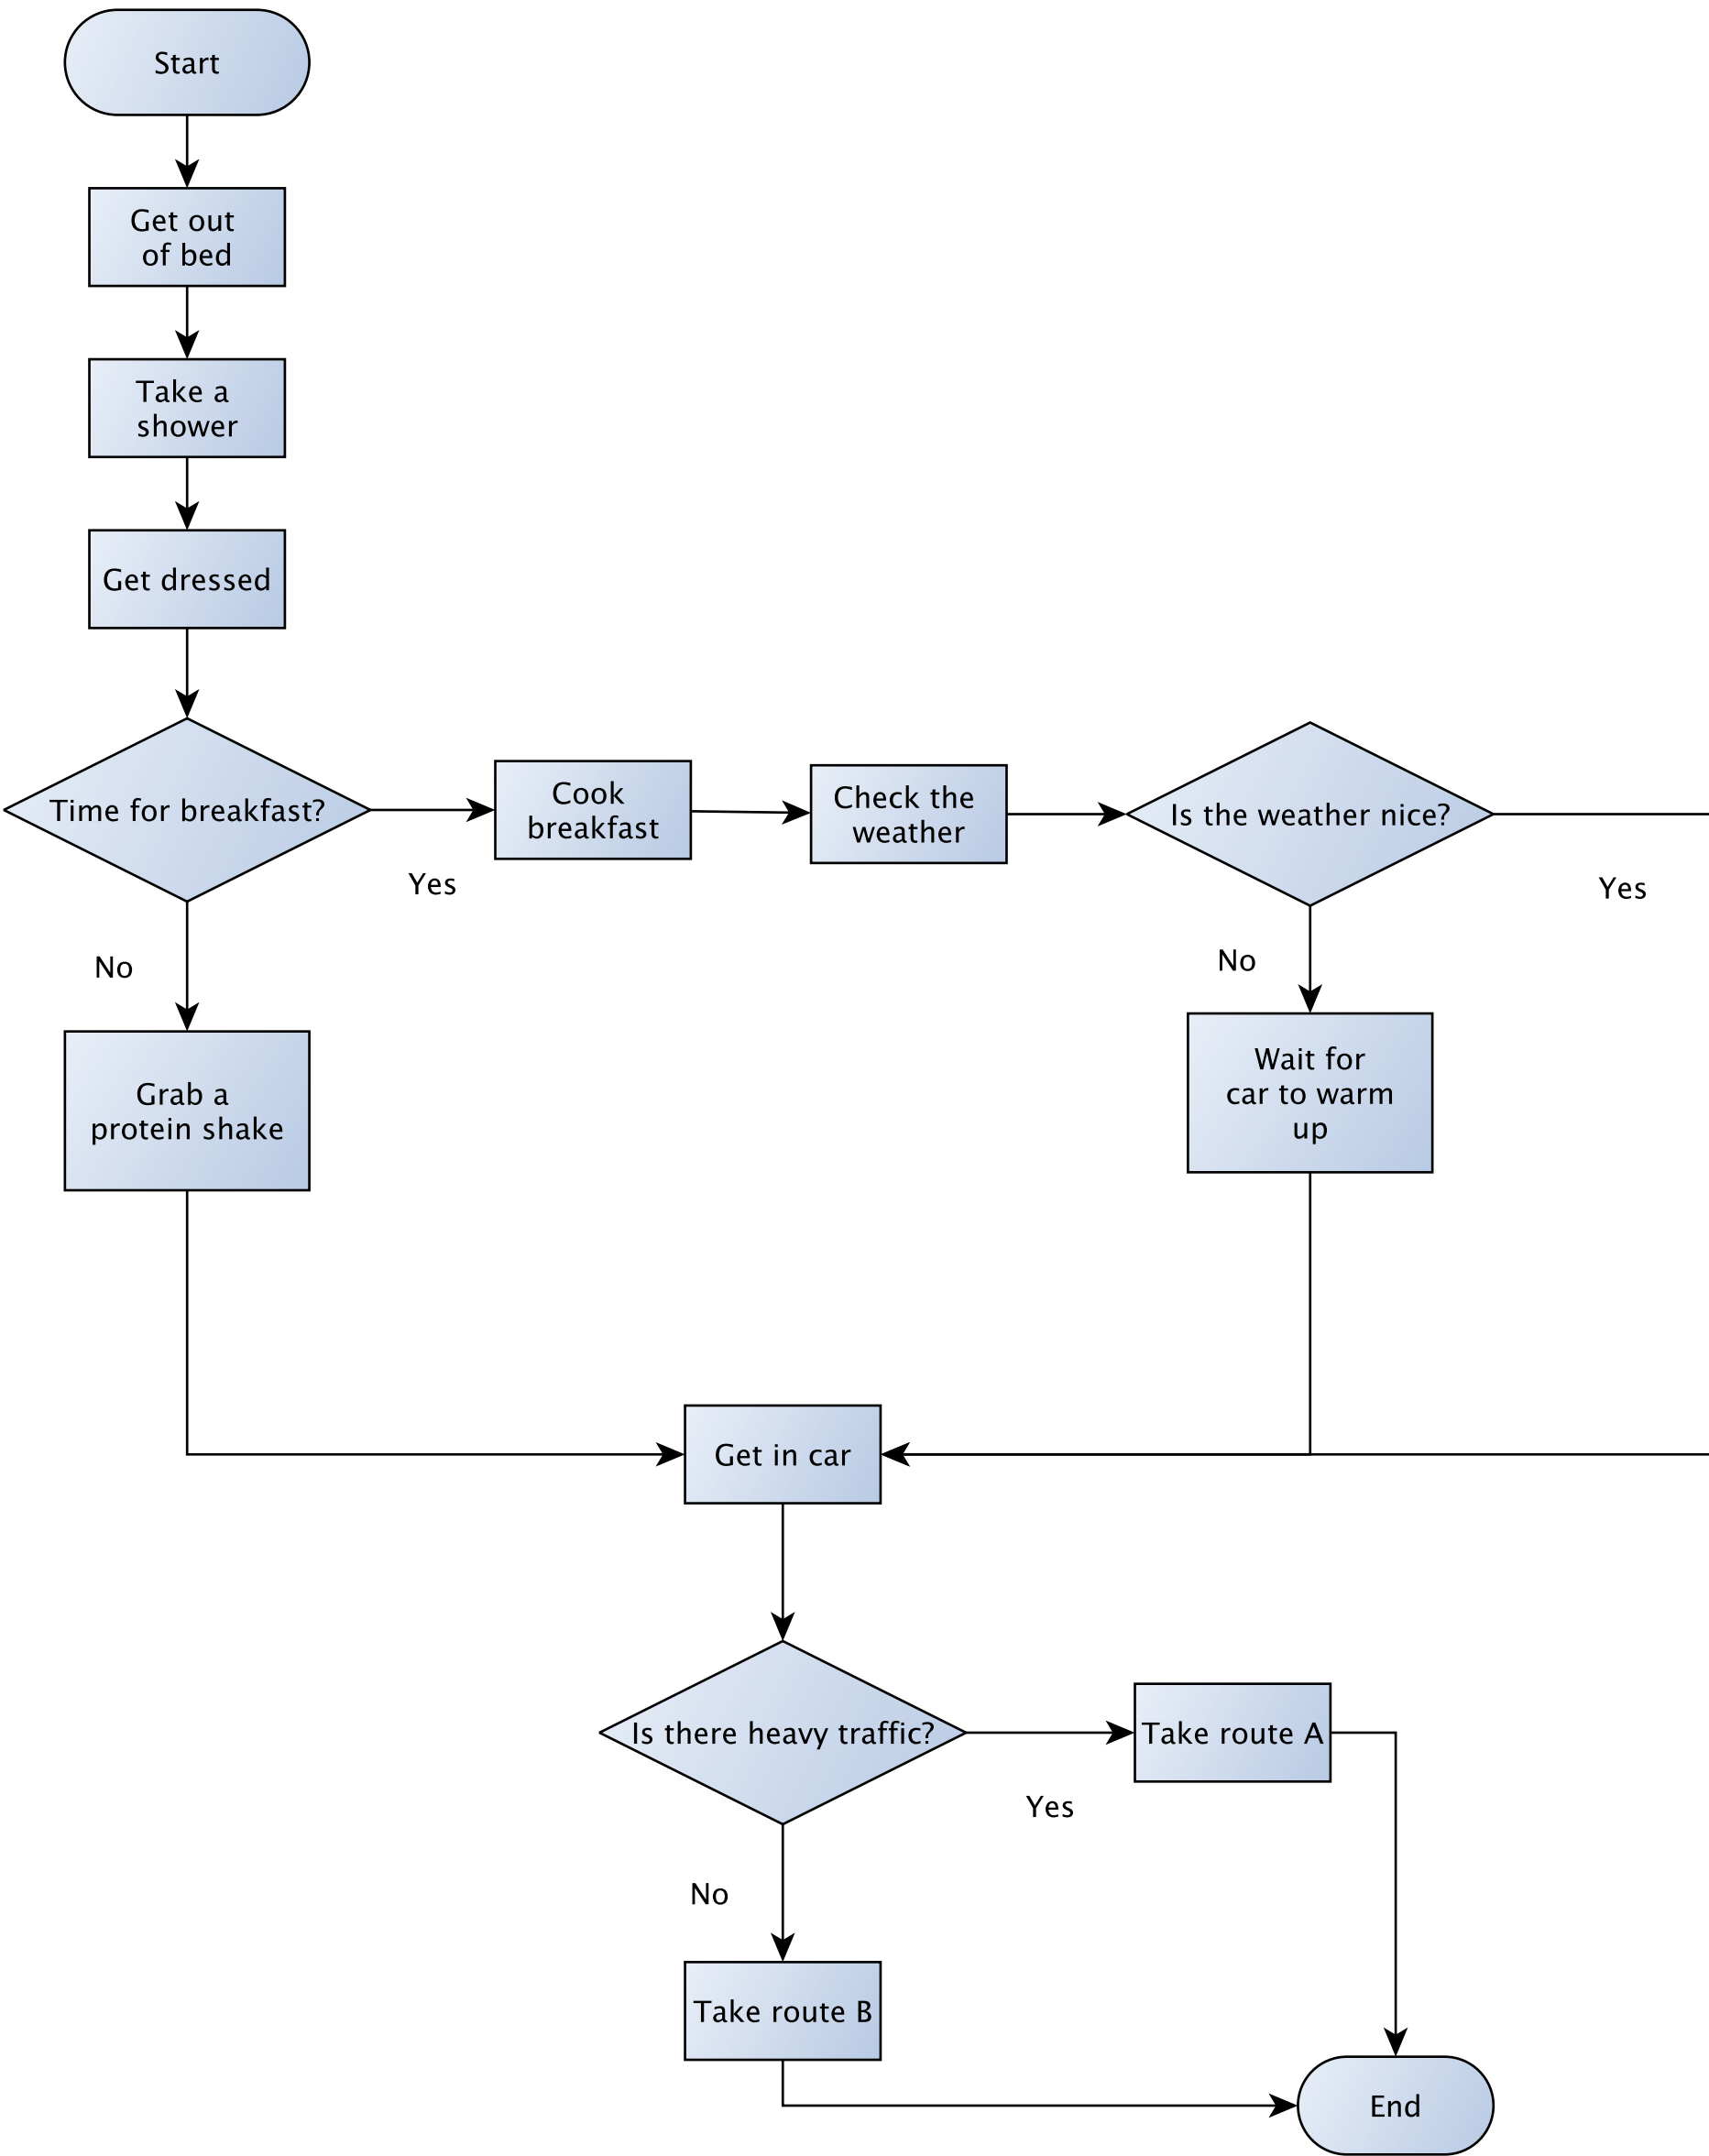 Start
Get out
of bed
Take a
shower
Get dressed
Time for breakfast?
Yes
No
Cook
breakfast
Check the
weather
Is the weather nice?
Yes
No
Grab a
protein shake
Wait for
car to warm
up
Get in car
Is there heavy traffic?
Yes
No
Take route A
Take route B
End